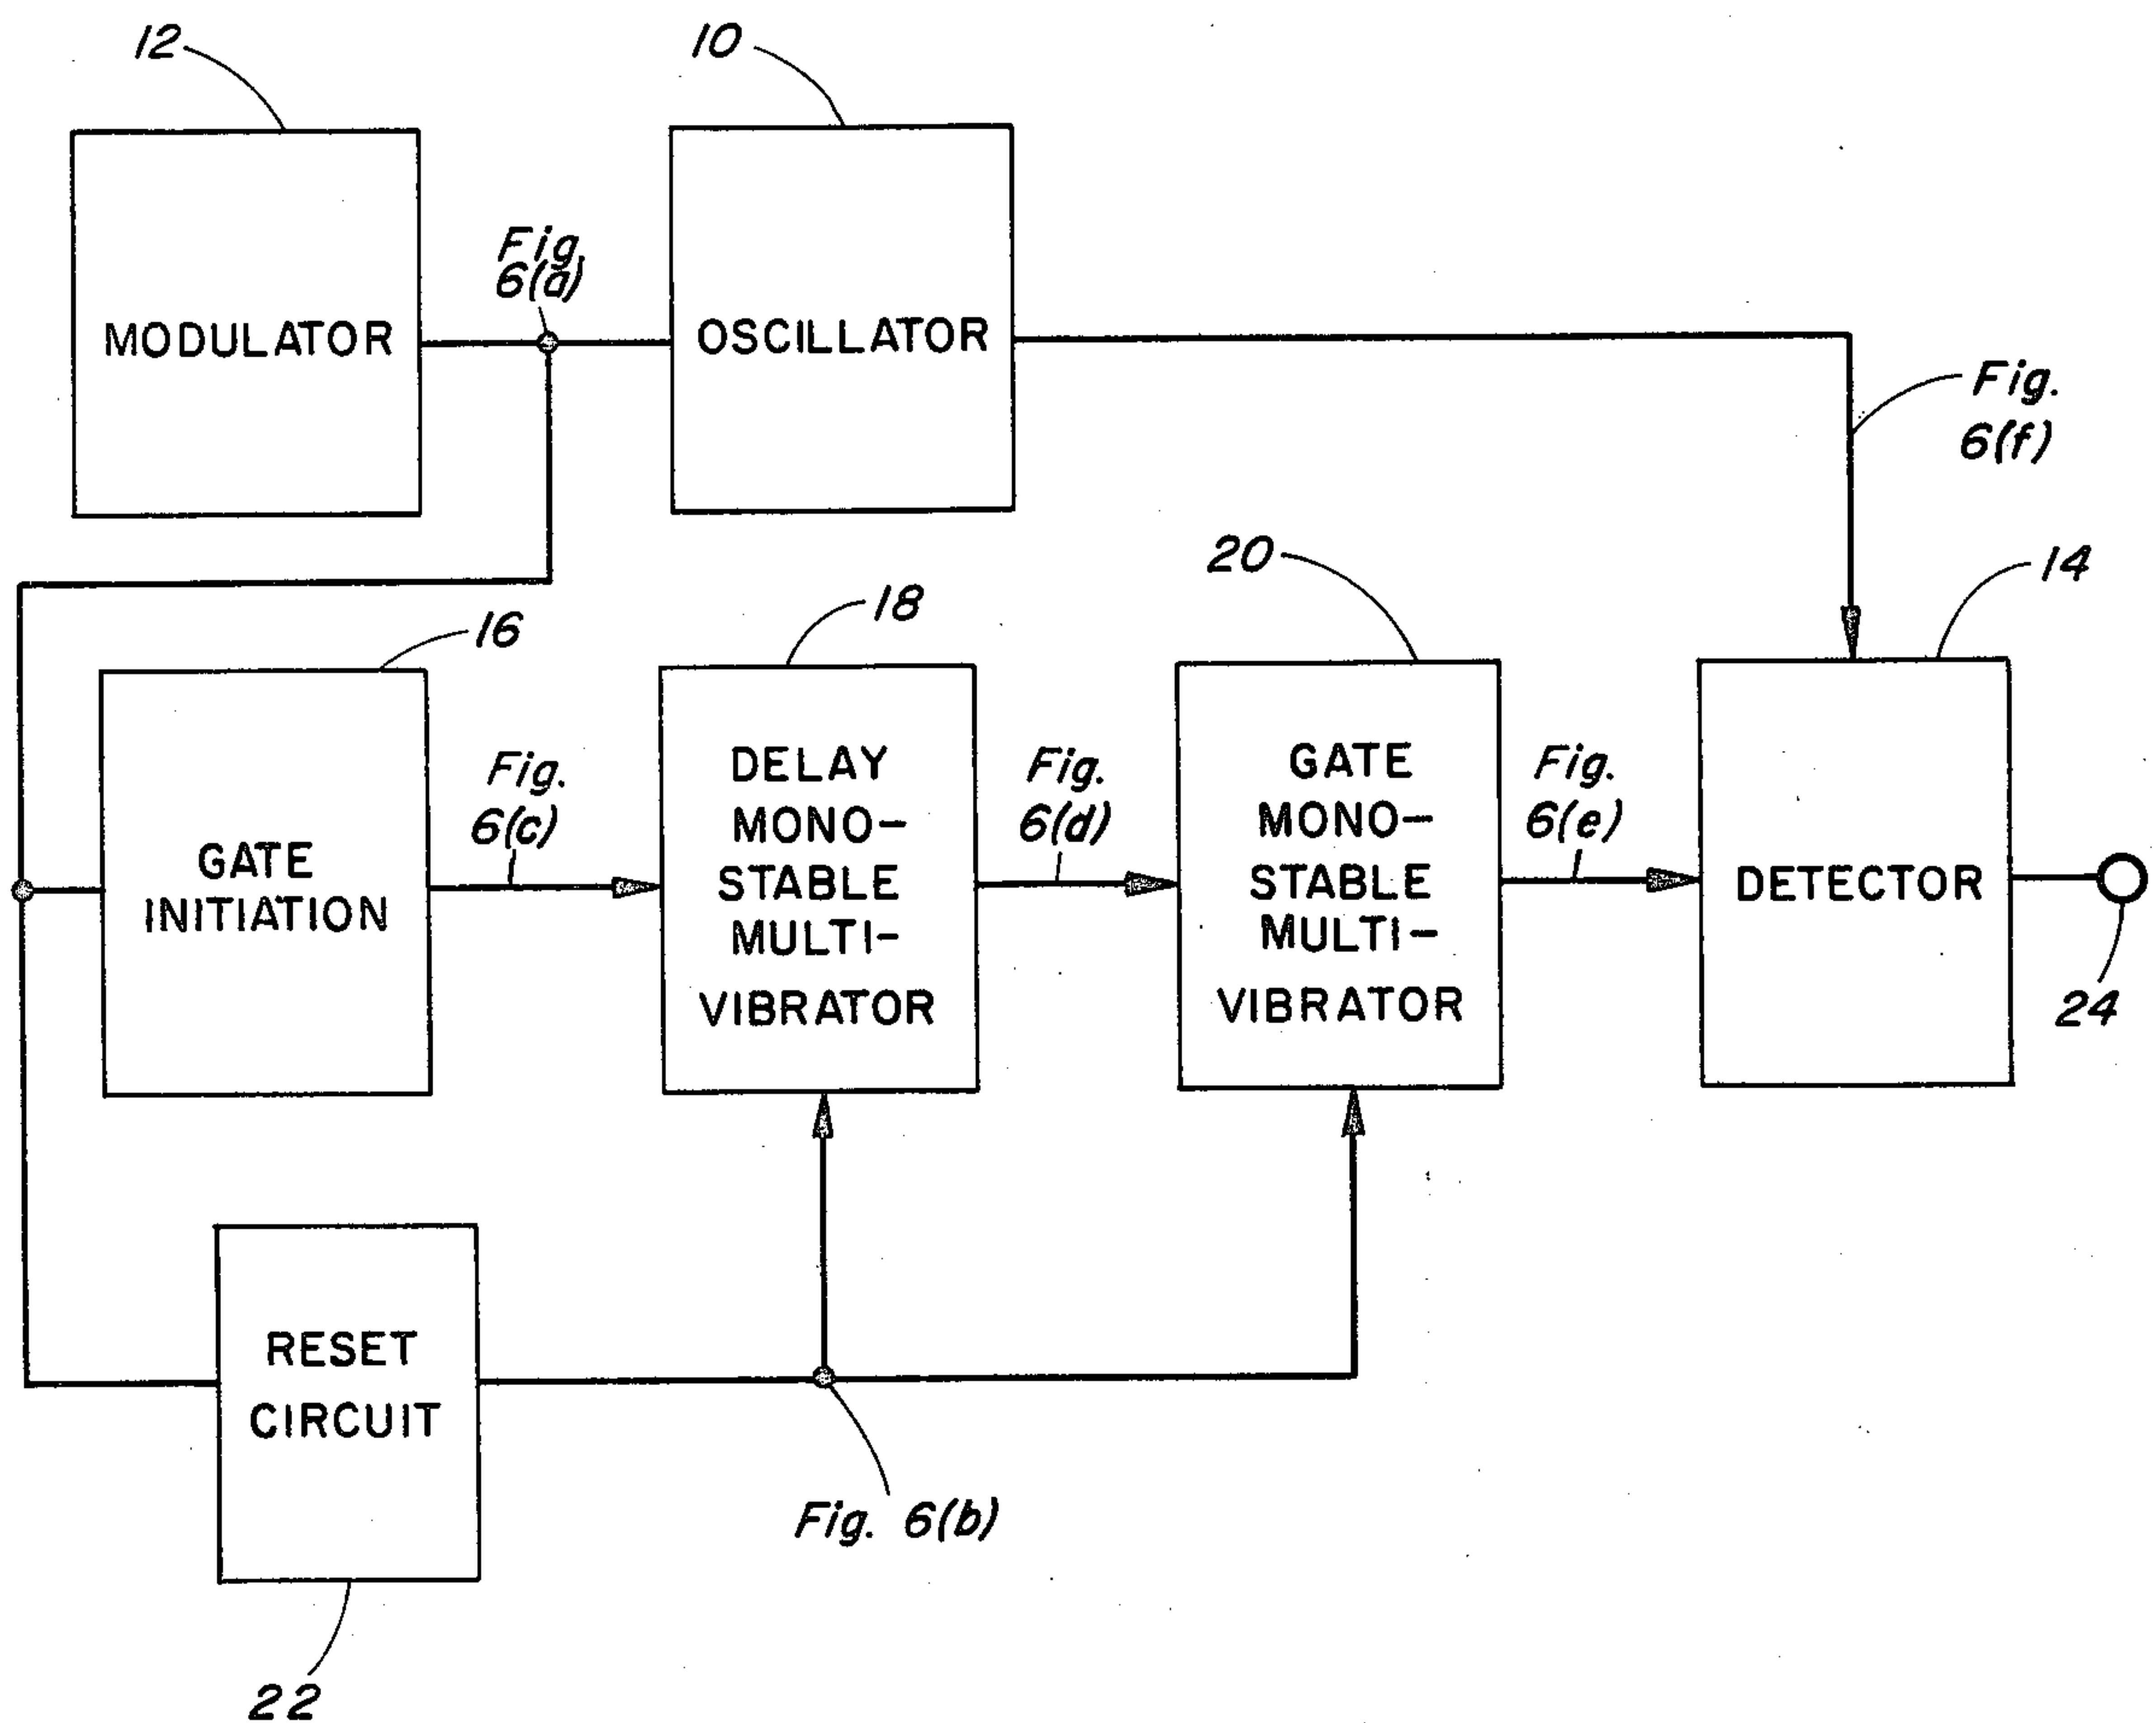 12
10
MODULATOR
Fig.
6(a)
OSCILLATOR
Fig.
6(f)
20
14
18
16
GATE
INITIATION
Fig.
6(c)
DELAY
MONO-
STABLE
MULTI-
VIBRATOR
Fig.
6(d)
GATE
MONO-
STABLE
MULTI-
VIBRATOR
Fig.
6(e)
DETECTOR
24
RESET
CIRCUIT
Fig. 6(b)
22